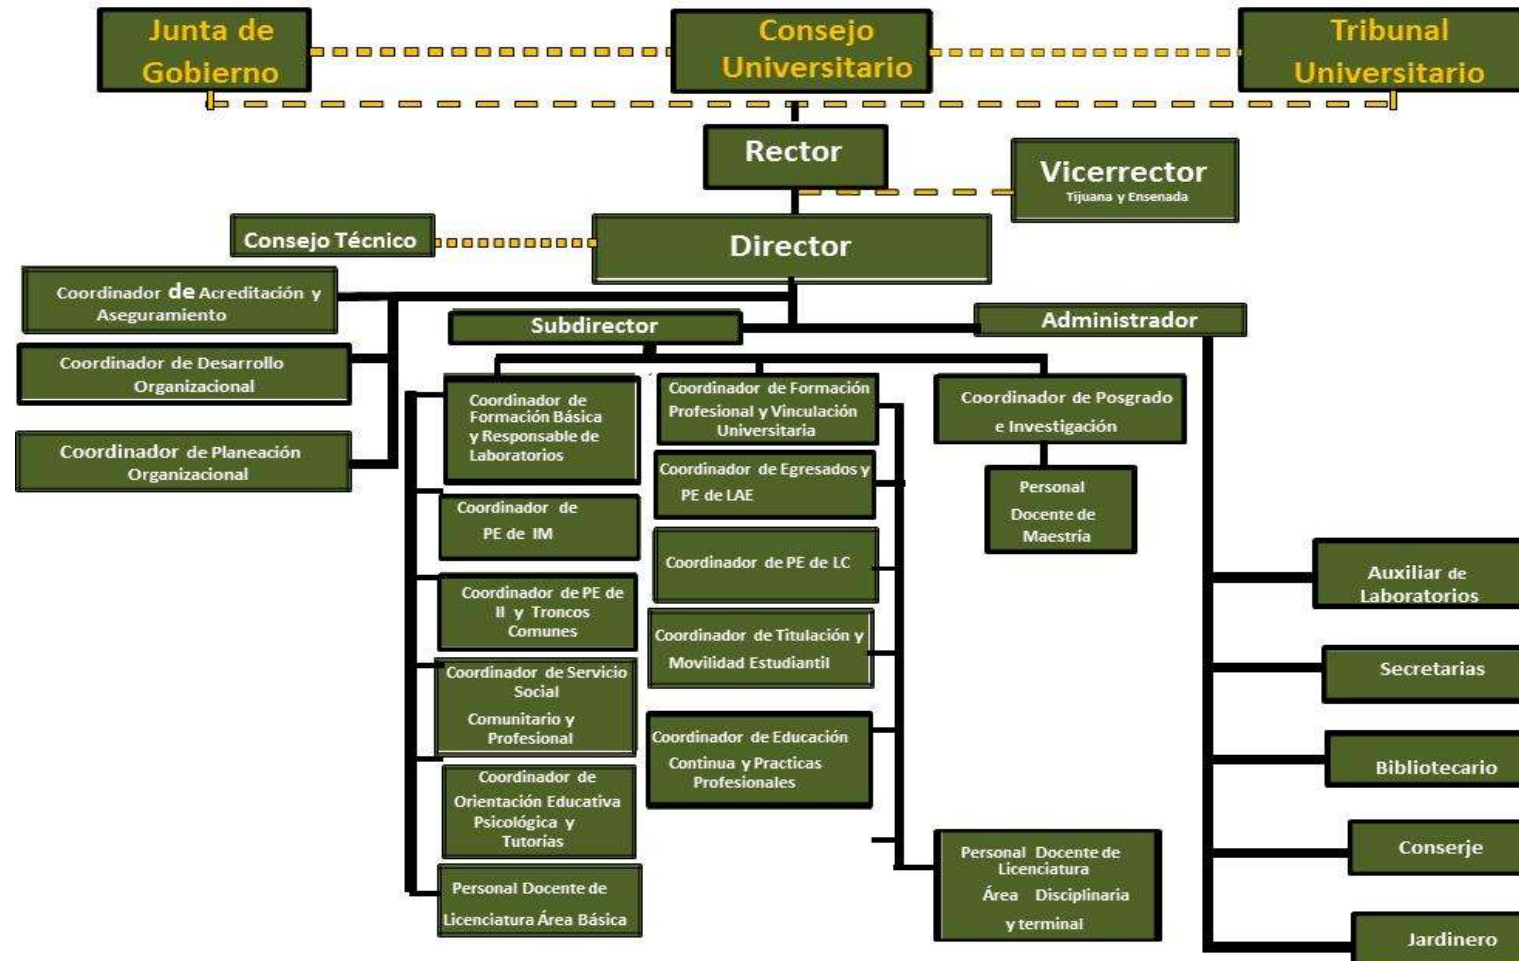 Junta de
Gobierno
Consejo
Universitario
Tribunal
Universitario
Rector
Vicerrector
Tijuana y Ensenada
Consejo Técnico
Director
Coordinador de Acreditación y
Aseguramiento
Subdirector
Administrador
Coordinador de Desarrollo
Organizacional
Coordinador de Planeación
Organizacional
Coordinador de
Formación Básica
y Responsable de
Laboratorios
Coordinador de
PE de IM
Coordinador de PE de
II y Troncos
Comunes
Coordinador de Servicio
Social
Comunitario y
Profesional
Coordinador de
Orientación Educativa
Psicológica y
Tutorías
Personal Docente de
Licenciatura Área Básica
Coordinador de Formación
Profesional y Vinculación
Universitaria
Coordinador de Egresados y
PE de LAE
Coordinador de PE de LC
Coordinador de Titulación y
Movilidad Estudiantil
Coordinador de Educación
Continua y Practicas
Profesionales
Coordinador de Posgrado
e Investigación
Personal
Docente de
Maestría
Personal Docente de
Licenciatura
Área Disciplinaria
y terminal
Auxiliar de
Laboratorios
Secretarias
Bibliotecario
Conserje
Jardinero